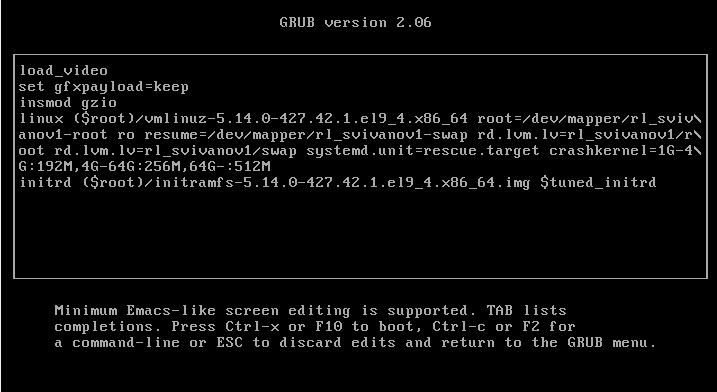 GRUB version 2.06
load_video
set gfxpayload=keep
insmod gzio
linux ($root)/vmlinuz-5.14.0-427.42.1.el9_4.x86_64 root=/dev/mapper/rl_sviv\
anov1-root ro resume=/dev/mapper/rl_svivanov1-swap rd.lvm.lv=rl_svivanov1/r\
oot rd.lvm.lv=rl_svivanov1/swap systemd.unit=rescue.target crashkernel=1G-4\
G:192M,4G-64G:256M,64G-:512M
initrd ($root)/initramfs-5.14.0-427.42.1.el9_4.x86_64.img $tuned_initrd
Minimum Emacs-like screen editing is supported. TAB lists
completions. Press Ctrl-x or F10 to boot, Ctrl-c or F2 for
a command-line or ESC to discard edits and return to the GRUB menu.